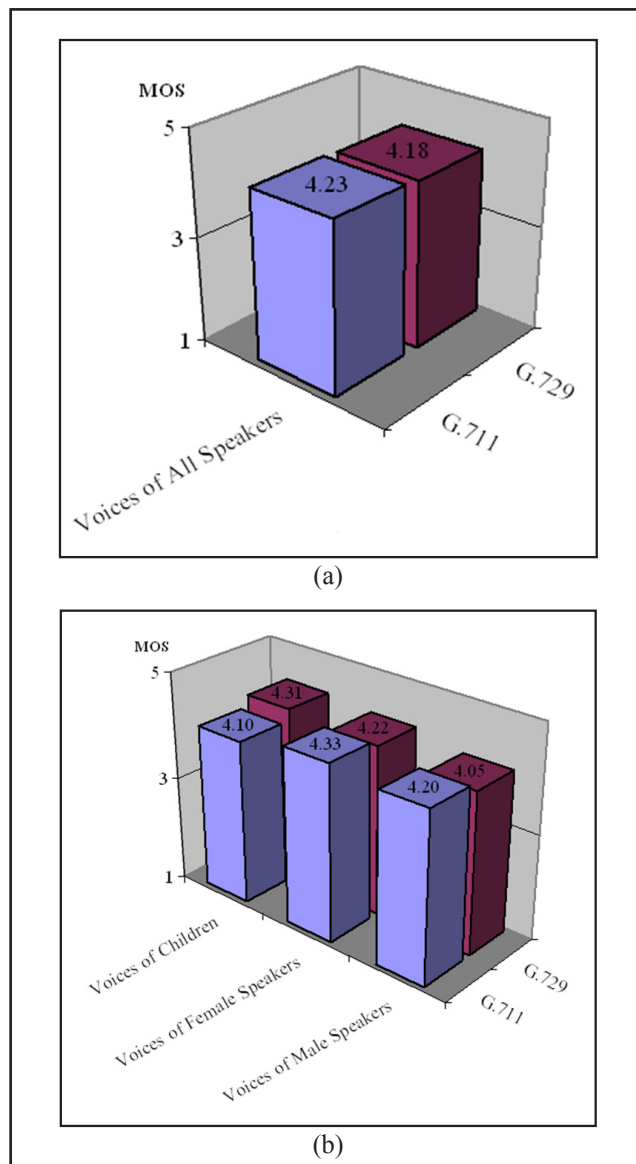 MOS
5
3
1
4.23
4.18
G.729
G.711
Voices of All Speakers
(a)
MOS
5
3
1
4.10
4.31
4.33
4.22
4.20
4.05
Voices of Children
Voices of Female Speakers
Voices of Male Speakers
G.729
G.711
(b)